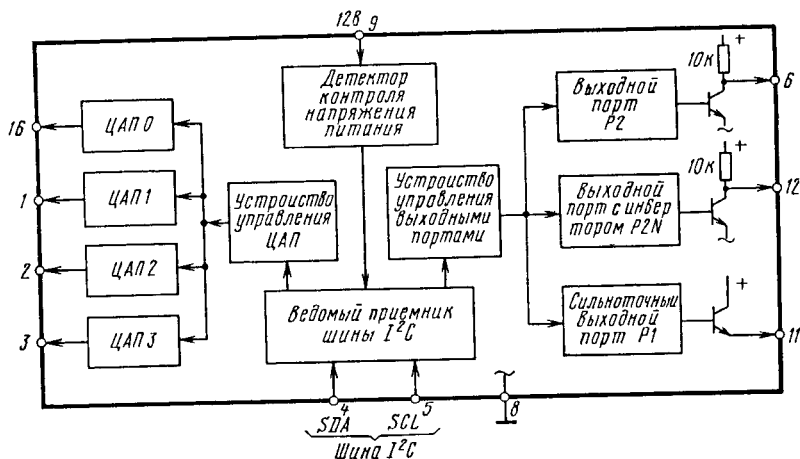 12В 9
Детектор
контроля
напряжения
питания
16
ЦАП 0
1
ЦАП 1
2
ЦАП 2
3
ЦАП 3
Устройство
управления
ЦАП
Устройство
управления
выходными
портами
Ведомый приемник
шины I²C
Выходной
порт
P2
10к
+
6
Выходной
порт с инвер
тором P2N
10к
+
12
Сильноточный
выходной
порт P1
+
11
4
5
8
SDA SCL
Шина I²C